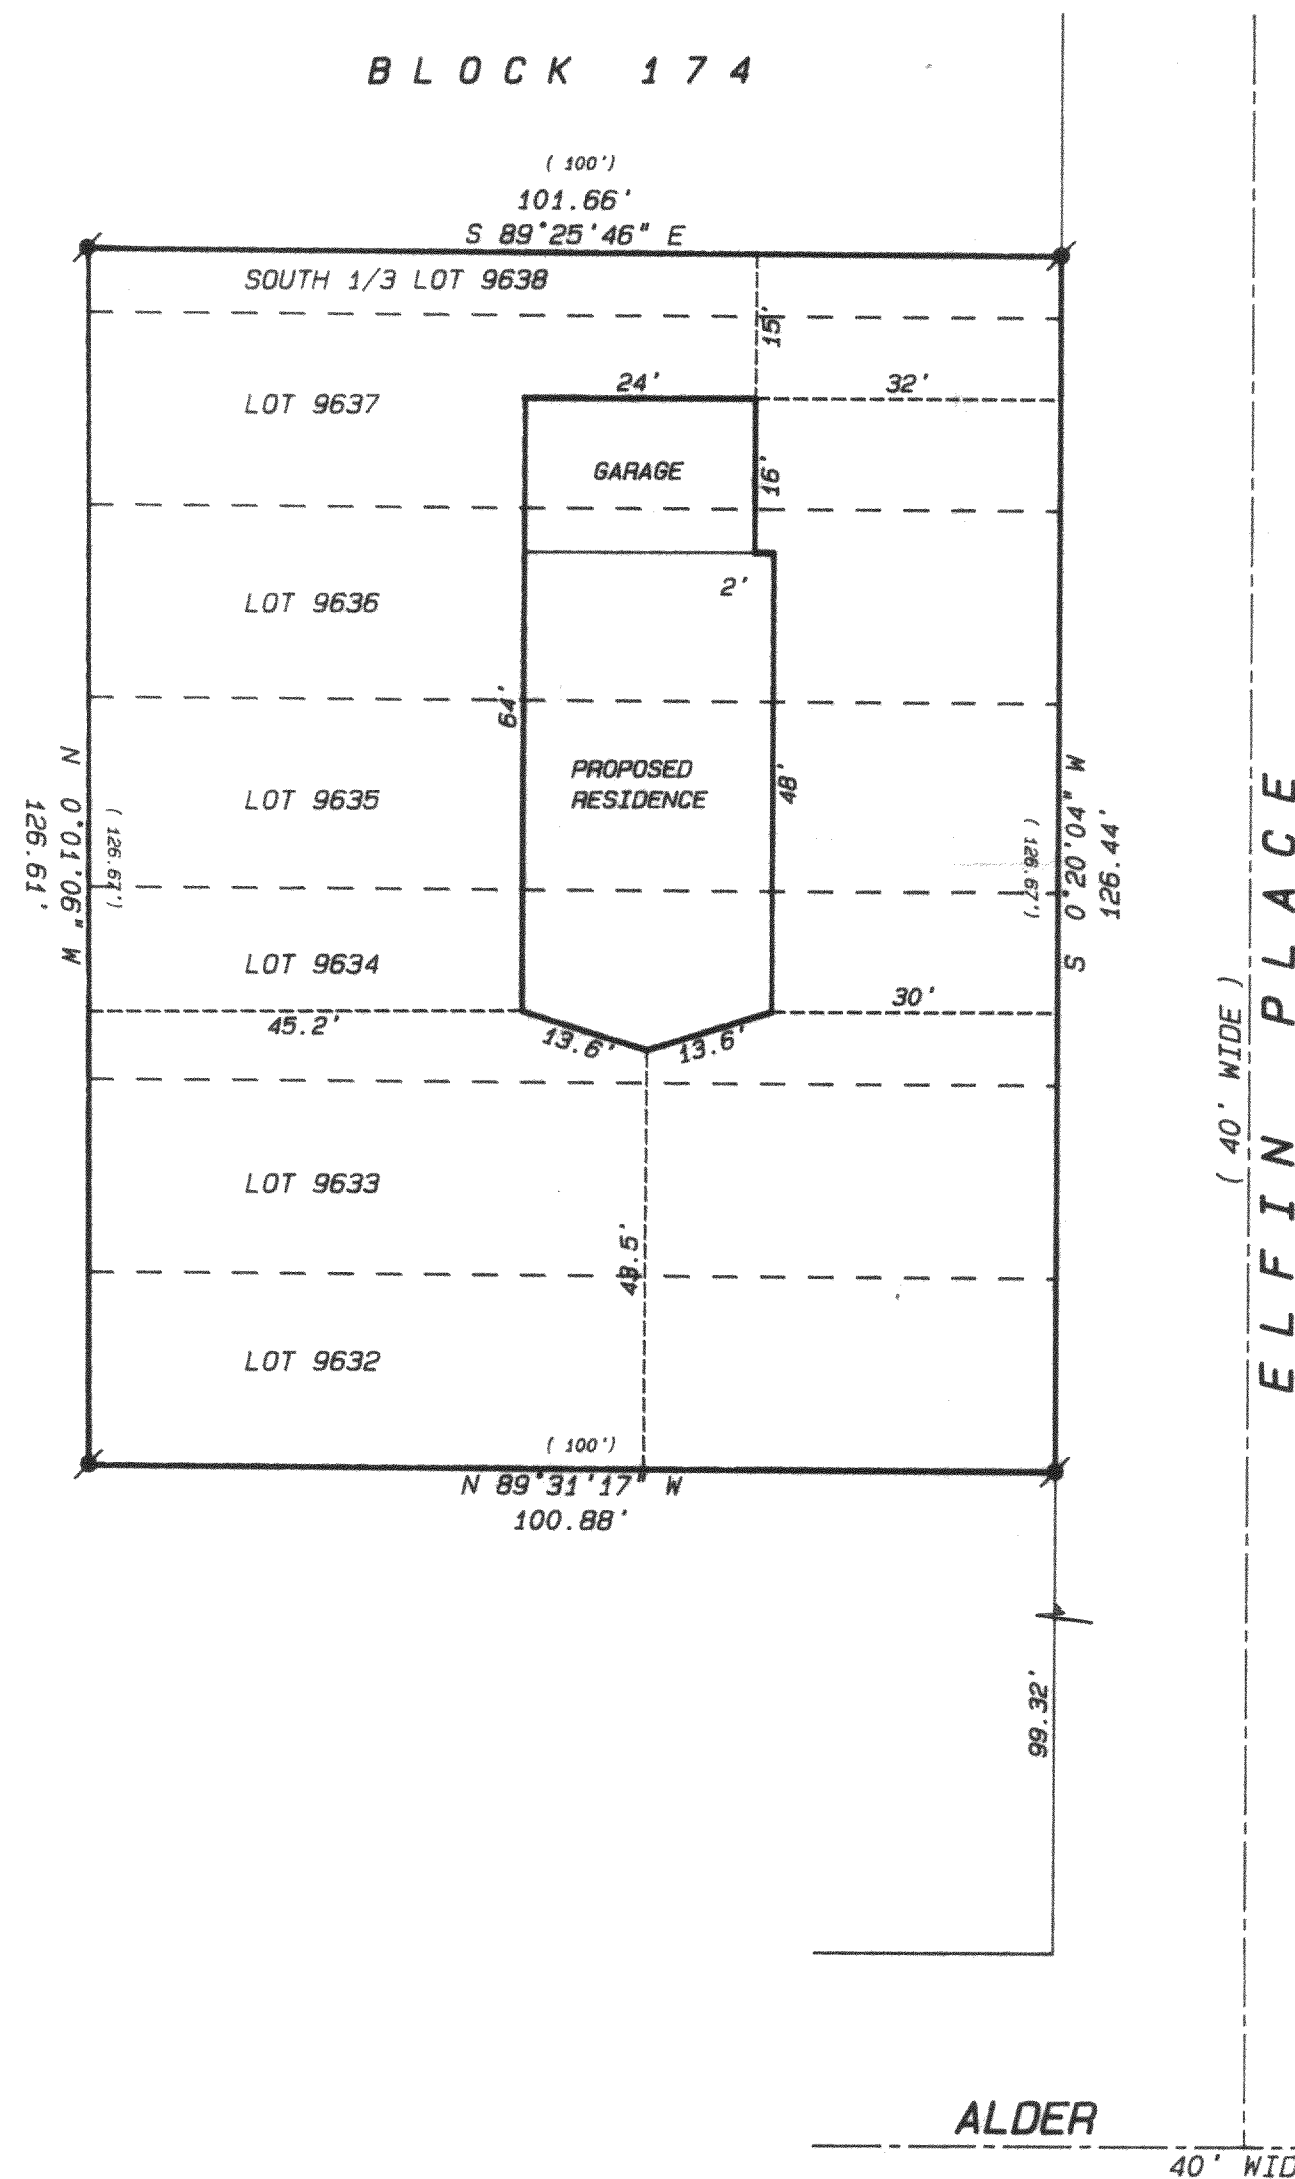 BLOCK 174
( 100')
101.66'
S 89°25'46" E
SOUTH 1/3 LOT 9638
15'
24'
32'
LOT 9637
GARAGE
16'
2'
LOT 9636
64'
PROPOSED
RESIDENCE
48'
LOT 9635
N 0°01'06" W
126.61'
( 126.67')
( 126.67')
S 0°20'04" W
126.44'
ELFIN PLACE
( 40' WIDE )
LOT 9634
45.2'
13.6'
13.6'
30'
LOT 9633
LOT 9632
( 100')
N 89°31'17" W
100.88'
99.32'
ALDER
40' WID